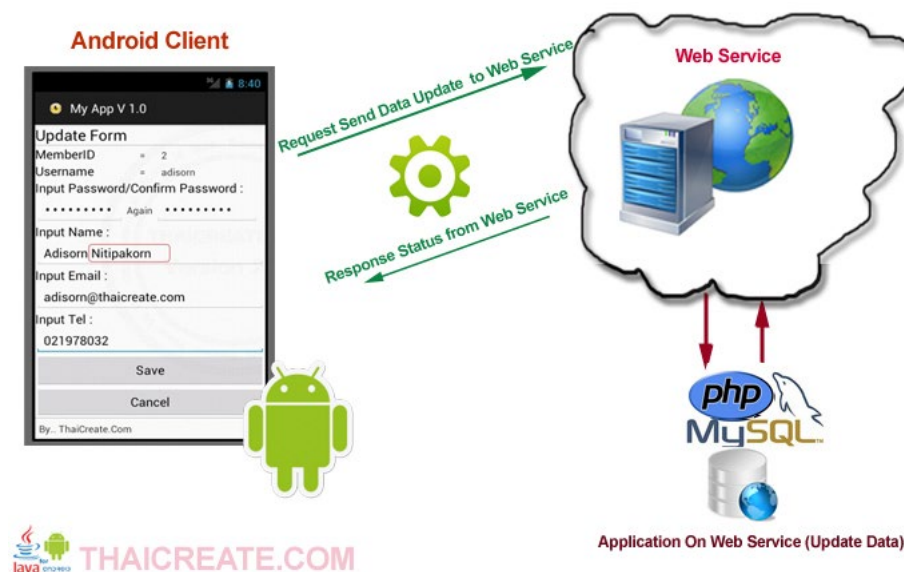 Android Client
8:40
My App V 1.0
Update Form
MemberID = 2
Username = adisorn
Input Password/Confirm Password :
••••••••• Again •••••••••
Input Name :
Adisorn Nitipakorn
Input Email :
adisorn@thaicreate.com
Input Tel :
021978032
Save
Cancel
By.. ThaiCreate.Com
Request Send Data Update to Web Service
Response Status from Web Service
Web Service
php
MySQL
Application On Web Service (Update Data)
Java for android
THAICREATE.COM